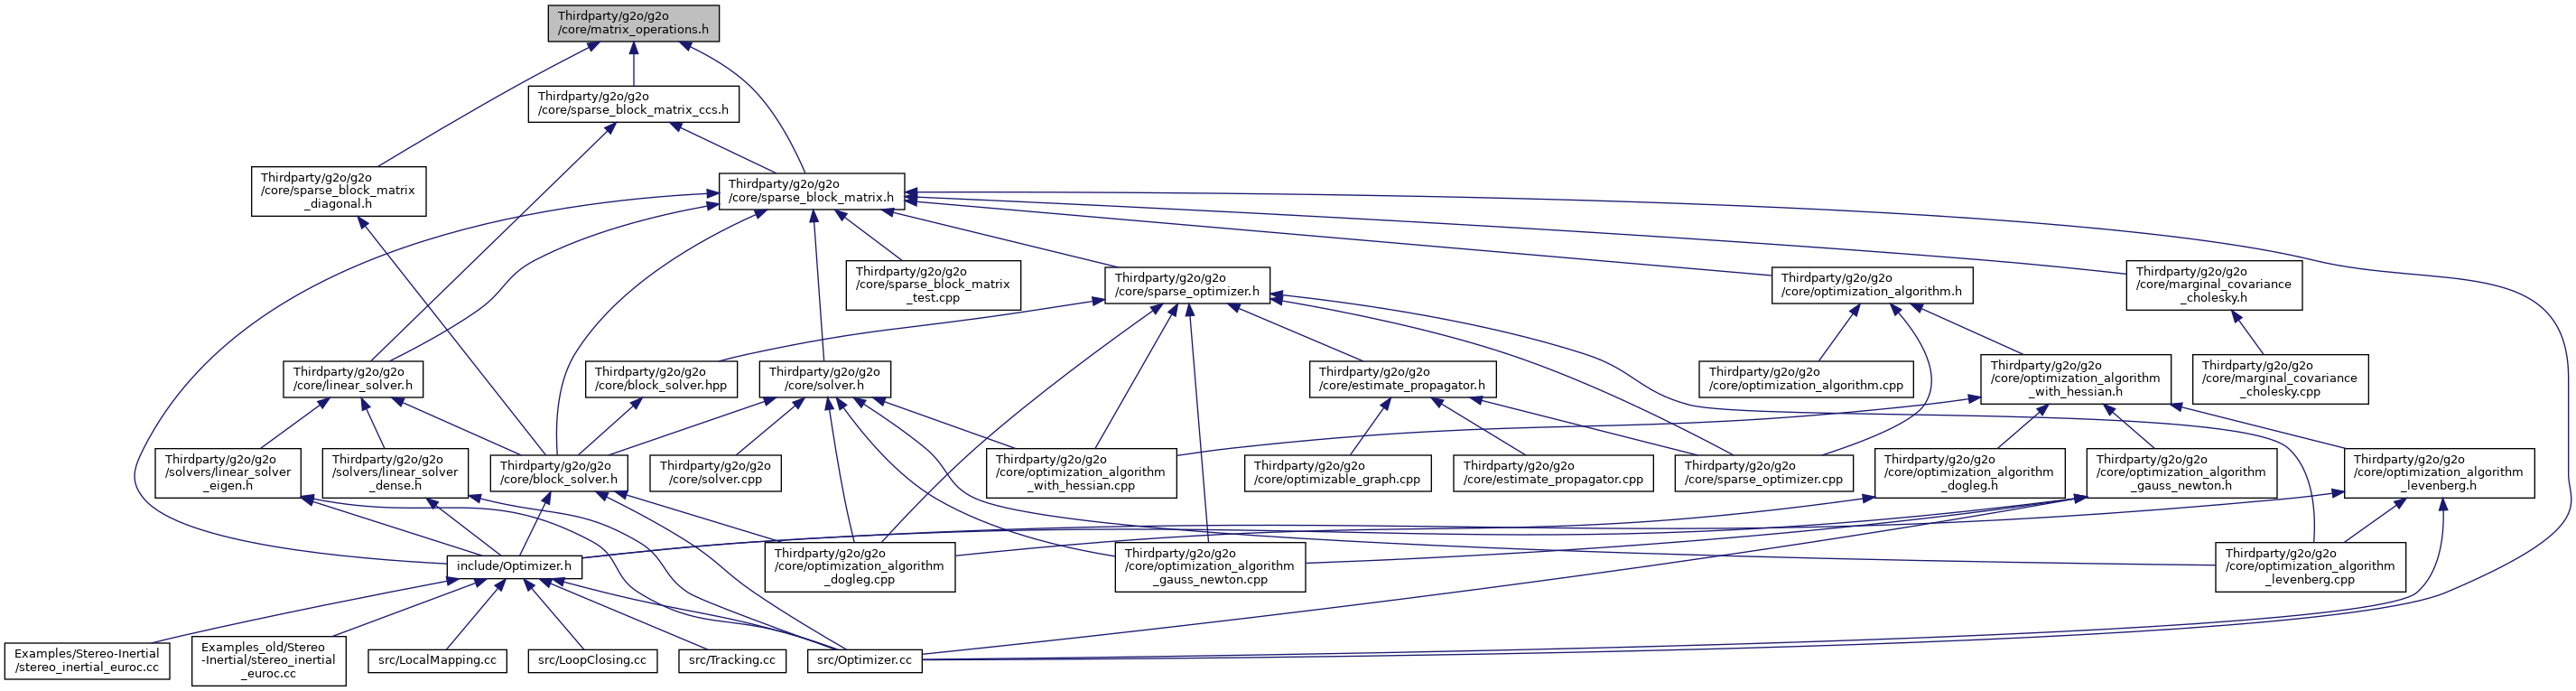 Thirdparty/g2o/g2o
/core/matrix_operations.h
Thirdparty/g2o/g2o
/core/sparse_block_matrix_ccs.h
Thirdparty/g2o/g2o
/core/sparse_block_matrix
_diagonal.h
Thirdparty/g2o/g2o
/core/sparse_block_matrix.h
Thirdparty/g2o/g2o
/core/sparse_block_matrix
_test.cpp
Thirdparty/g2o/g2o
/core/sparse_optimizer.h
Thirdparty/g2o/g2o
/core/optimization_algorithm.h
Thirdparty/g2o/g2o
/core/marginal_covariance
_cholesky.h
Thirdparty/g2o/g2o
/core/linear_solver.h
Thirdparty/g2o/g2o
/core/block_solver.hpp
Thirdparty/g2o/g2o
/core/solver.h
Thirdparty/g2o/g2o
/core/estimate_propagator.h
Thirdparty/g2o/g2o
/core/optimization_algorithm.cpp
Thirdparty/g2o/g2o
/core/optimization_algorithm
_with_hessian.h
Thirdparty/g2o/g2o
/core/marginal_covariance
_cholesky.cpp
Thirdparty/g2o/g2o
/solvers/linear_solver
_eigen.h
Thirdparty/g2o/g2o
/solvers/linear_solver
_dense.h
Thirdparty/g2o/g2o
/core/block_solver.h
Thirdparty/g2o/g2o
/core/solver.cpp
Thirdparty/g2o/g2o
/core/optimization_algorithm
_with_hessian.cpp
Thirdparty/g2o/g2o
/core/optimizable_graph.cpp
Thirdparty/g2o/g2o
/core/estimate_propagator.cpp
Thirdparty/g2o/g2o
/core/sparse_optimizer.cpp
Thirdparty/g2o/g2o
/core/optimization_algorithm
_dogleg.h
Thirdparty/g2o/g2o
/core/optimization_algorithm
_gauss_newton.h
Thirdparty/g2o/g2o
/core/optimization_algorithm
_levenberg.h
include/Optimizer.h
Thirdparty/g2o/g2o
/core/optimization_algorithm
_dogleg.cpp
Thirdparty/g2o/g2o
/core/optimization_algorithm
_gauss_newton.cpp
Thirdparty/g2o/g2o
/core/optimization_algorithm
_levenberg.cpp
Examples/Stereo-Inertial
/stereo_inertial_euroc.cc
Examples_old/Stereo
-Inertial/stereo_inertial
_euroc.cc
src/LocalMapping.cc
src/LoopClosing.cc
src/Tracking.cc
src/Optimizer.cc